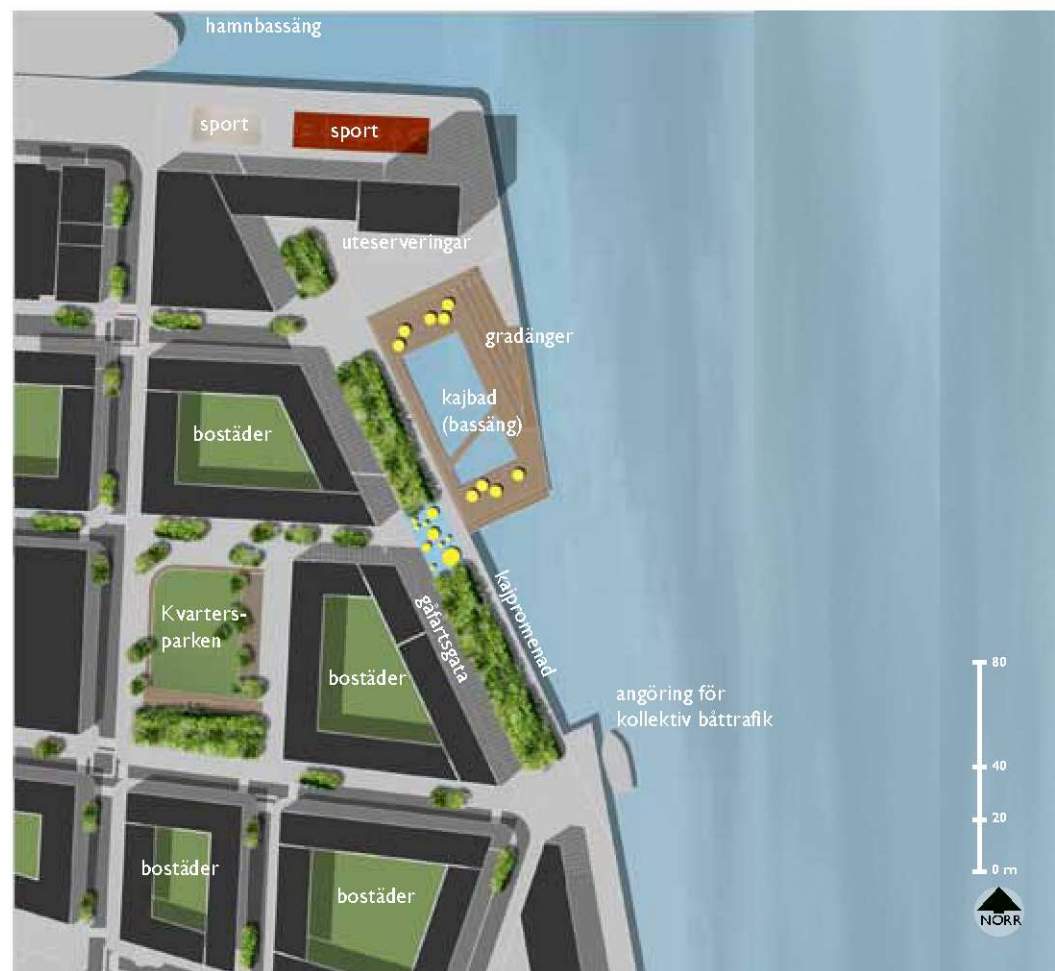 hamnbassäng
sport
sport
uteserveringar
gradänger
kajbad
(bassäng)
bostäder
Kvarters-
parken
gåfartsgata
kajpromenad
bostäder
angöring för
kollektiv båttrafik
80
40
20
0 m
bostäder
bostäder
NORR